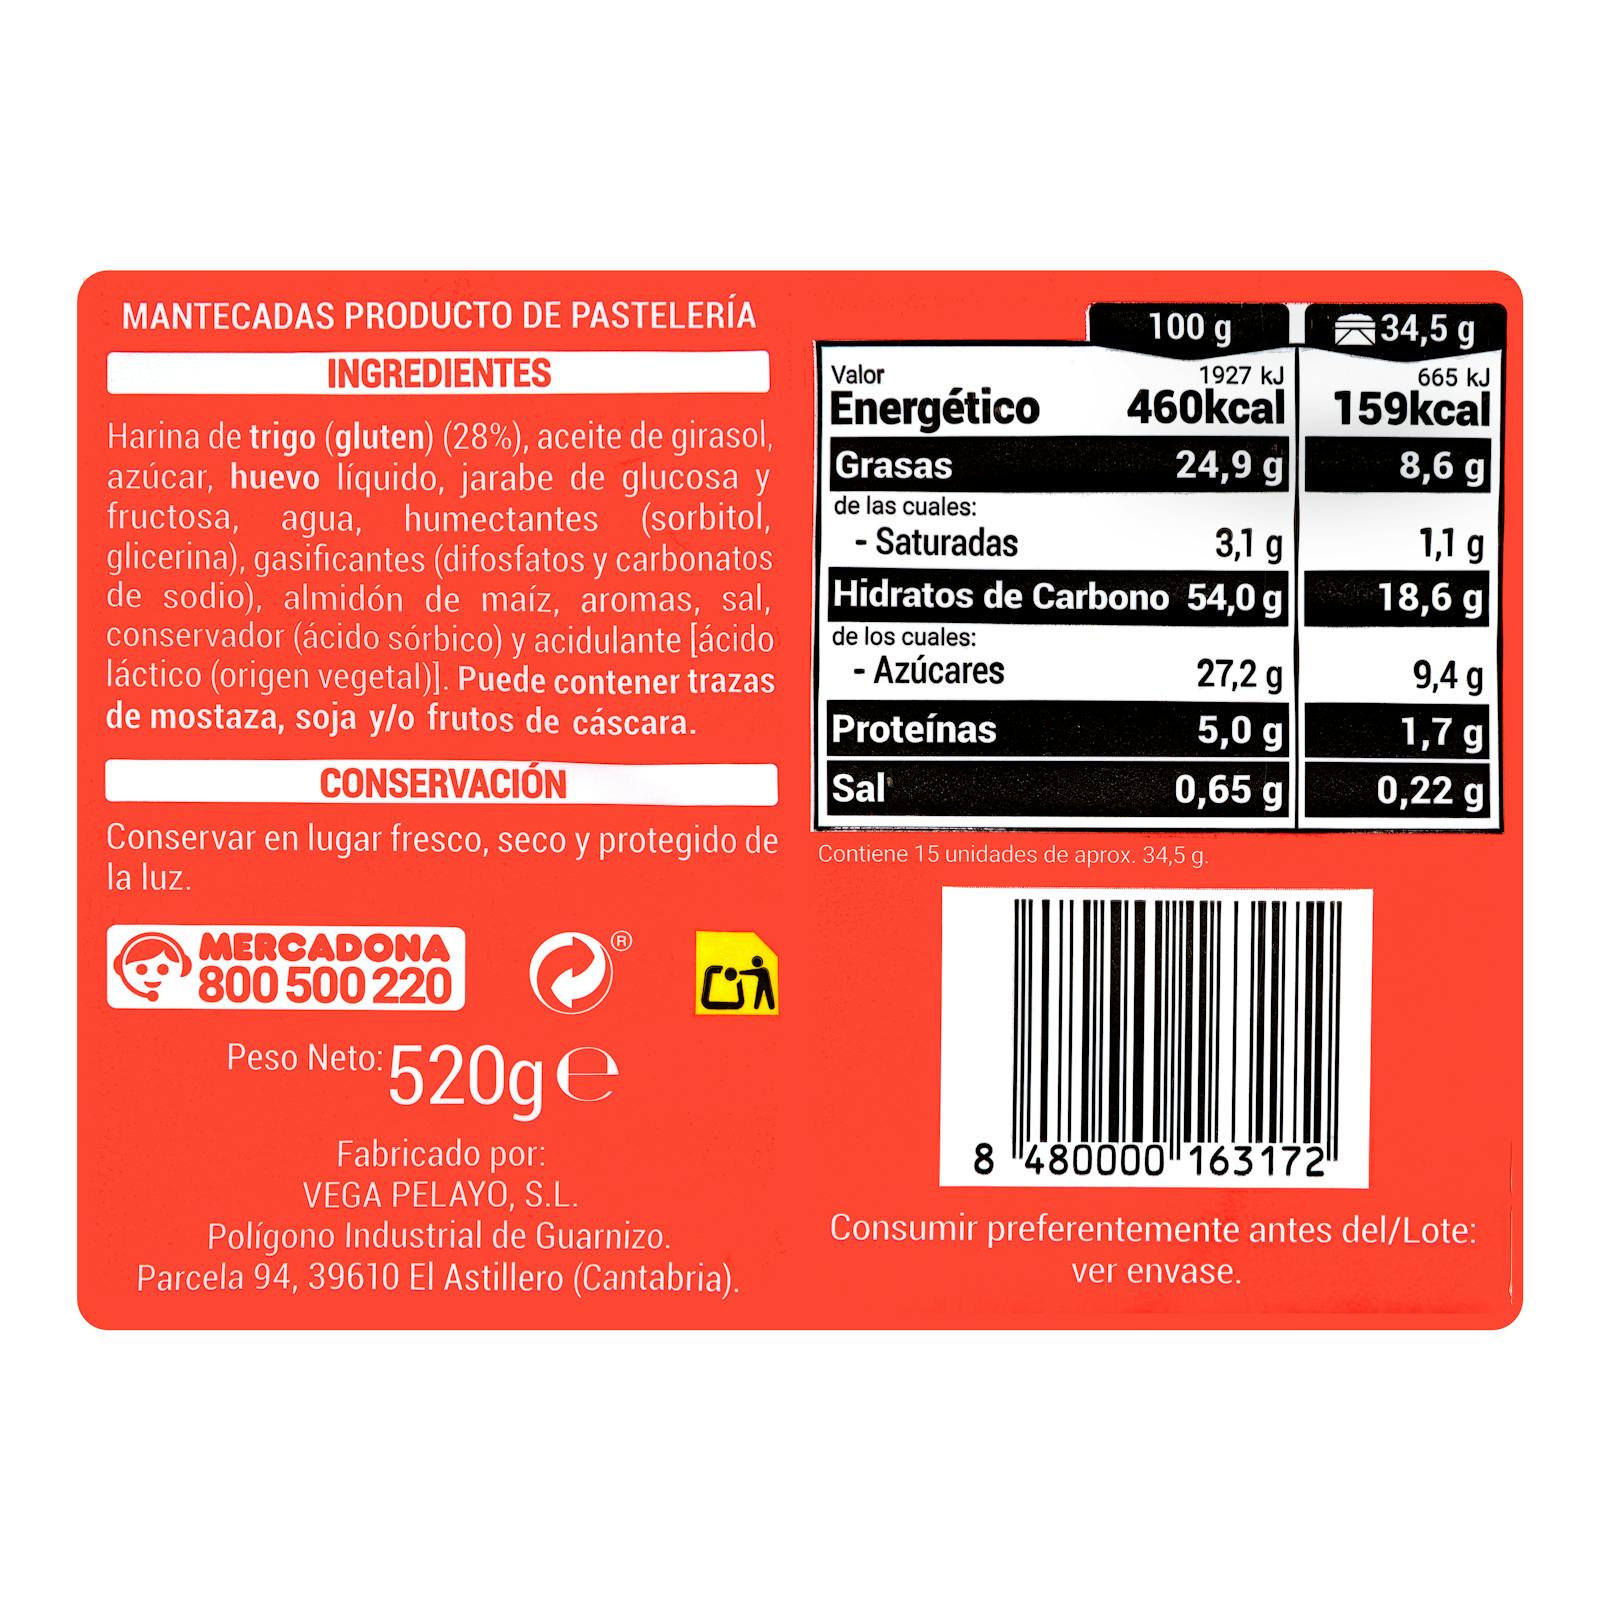 MANTECADAS PRODUCTO DE PASTELERÍA
INGREDIENTES
Harina de trigo (gluten) (28%), aceite de girasol,
azúcar, huevo líquido, jarabe de glucosa y
fructosa, agua, humectantes (sorbitol,
glicerina), gasificantes (difosfatos y carbonatos
de sodio), almidón de maíz, aromas, sal,
conservador (ácido sórbico) y acidulante [ácido
láctico (origen vegetal)]. Puede contener trazas
de mostaza, soja y/o frutos de cáscara.
CONSERVACIÓN
Conservar en lugar fresco, seco y protegido de
la luz.
MERCADONA
800 500 220
®
Peso Neto: 520g e
Fabricado por:
VEGA PELAYO, S.L.
Polígono Industrial de Guarnizo.
Parcela 94, 39610 El Astillero (Cantabria).
100 g 34,5 g
Valor 1927 kJ 665 kJ
Energético 460kcal 159kcal
Grasas 24,9 g 8,6 g
de las cuales:
- Saturadas 3,1 g 1,1 g
Hidratos de Carbono 54,0 g 18,6 g
de los cuales:
- Azúcares 27,2 g 9,4 g
Proteínas 5,0 g 1,7 g
Sal 0,65 g 0,22 g
Contiene 15 unidades de aprox. 34,5 g.
8 480000 163172
Consumir preferentemente antes del/Lote:
ver envase.